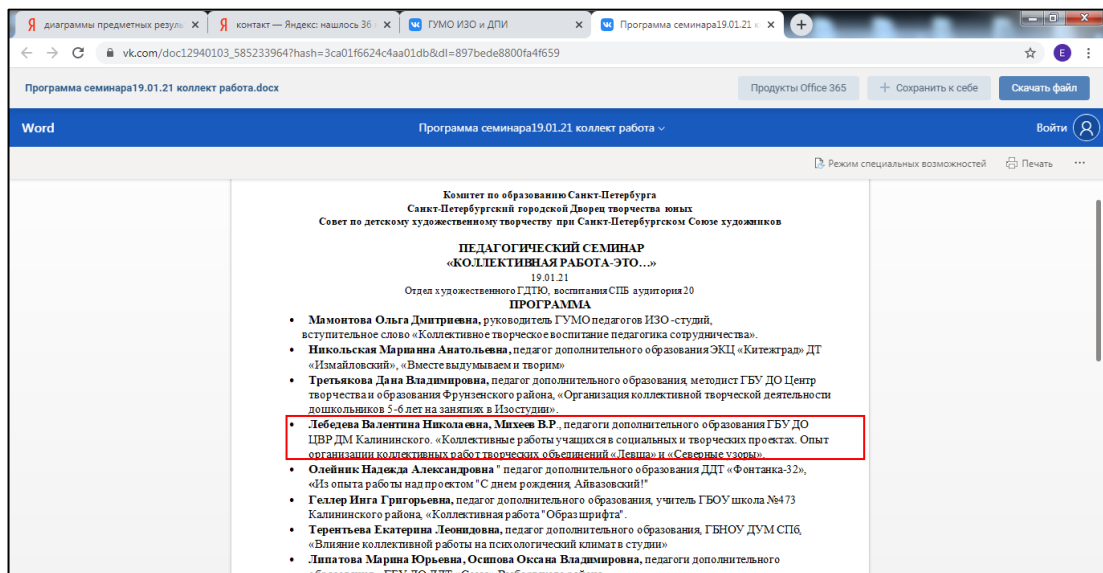 диаграммы предметных резуль
контакт — Яндекс: нашлось 36
ГУМО ИЗО и ДПИ
Программа семинара19.01.21 к
vk.com/doc12940103_585233964?hash=3ca01f6624c4aa01db&dl=897bede8800fa4f659
E
Программа семинара19.01.21 коллект работа.docx
Продукты Office 365
+ Сохранить к себе
Скачать файл
Word
Программа семинара19.01.21 коллект работа
Войти
Режим специальных возможностей
Печать
Комитет по образованию Санкт-Петербурга
Санкт-Петербургский городской Дворец творчества юных
Совет по детскому художественному творчеству при Санкт-Петербургском Союзе художников
ПЕДАГОГИЧЕСКИЙ СЕМИНАР
«КОЛЛЕКТИВНАЯ РАБОТА-ЭТО…»
19.01.21
Отдел художественного ГДТЮ, воспитания СПБ аудитория 20
ПРОГРАММА
• Мамонтова Ольга Дмитриевна, руководитель ГУМО педагогов ИЗО -студий,
вступительное слово «Коллективное творческое воспитание педагогика сотрудничества».
• Никольская Марианна Анатольевна, педагог дополнительного образования ЭКЦ «Китежград» ДТ
«Измайловский», «Вместе выдумываем и творим»
• Третьякова Дана Владимировна, педагог дополнительного образования, методист ГБУ ДО Центр
творчества и образования Фрунзенского района, «Организация коллективной творческой деятельности
дошкольников 5-6 лет на занятиях в Изостудии».
• Лебедева Валентина Николаевна, Михеев В.Р., педагоги дополнительного образования ГБУ ДО
ЦВР ДМ Калининского. «Коллективные работы учащихся в социальных и творческих проектах. Опыт
организации коллективных работ творческих объединений «Левша» и «Северные узоры».
• Олейник Надежда Александровна " педагог дополнительного образования ДДТ «Фонтанка-32»,
«Из опыта работы над проектом "С днем рождения, Айвазовский!"
• Геллер Инга Григорьевна, педагог дополнительного образования, учитель ГБОУ школа №473
Калининского района, «Коллективная работа "Образ шрифта".
• Терентьева Екатерина Леонидовна, педагог дополнительного образования, ГБНОУ ДУМ СПб,
«Влияние коллективной работы на психологический климат в студии»
• Липатова Марина Юрьевна, Осипова Оксана Владимировна, педагоги дополнительного